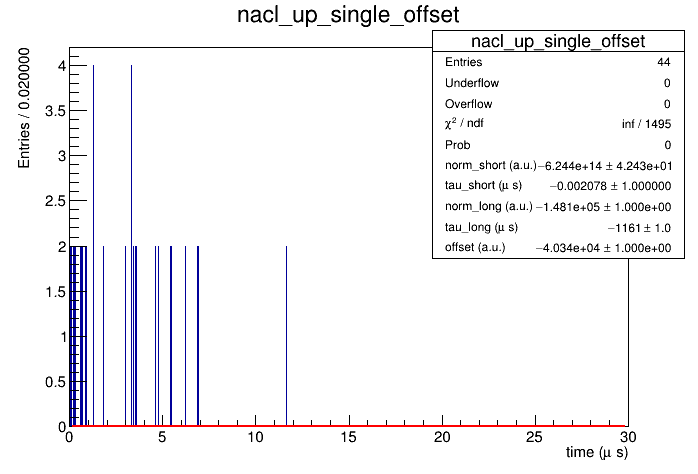 nacl_up_single_offset
nacl_up_single_offset
Entries 44
Underflow 0
Overflow 0
χ² / ndf inf / 1495
Prob 0
norm_short (a.u.) −6.244e+14 ± 4.243e+01
tau_short (μ s) −0.002078 ± 1.000000
norm_long (a.u.) −1.481e+05 ± 1.000e+00
tau_long (μ s) −1161 ± 1.0
offset (a.u.) −4.034e+04 ± 1.000e+00
Entries / 0.020000
4
3.5
3
2.5
2
1.5
1
0.5
0
0 5 10 15 20 25 30
time (μ s)